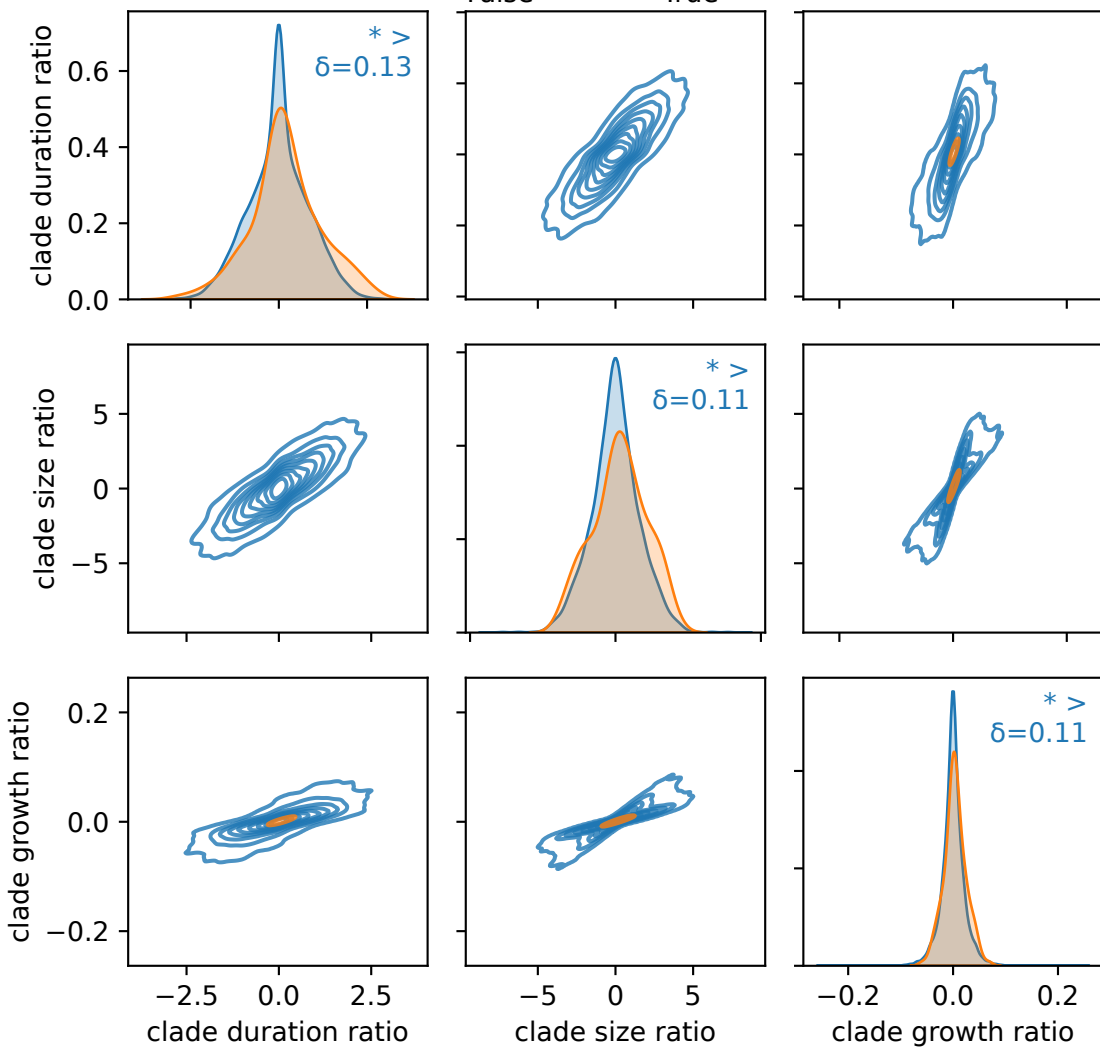 False True
clade duration ratio
0.6
0.4
0.2
0.0
* >
δ=0.13
clade size ratio
5
0
−5
* >
δ=0.11
clade growth ratio
0.2
0.0
−0.2
* >
δ=0.11
−2.5 0.0 2.5
−5 0 5
−0.2 0.0 0.2
clade duration ratio
clade size ratio
clade growth ratio